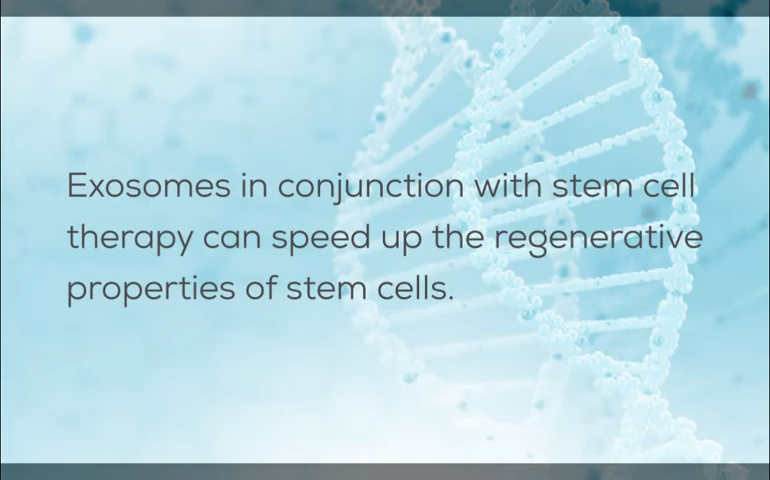 Exosomes in conjunction with stem cell
therapy can speed up the regenerative
properties of stem cells.